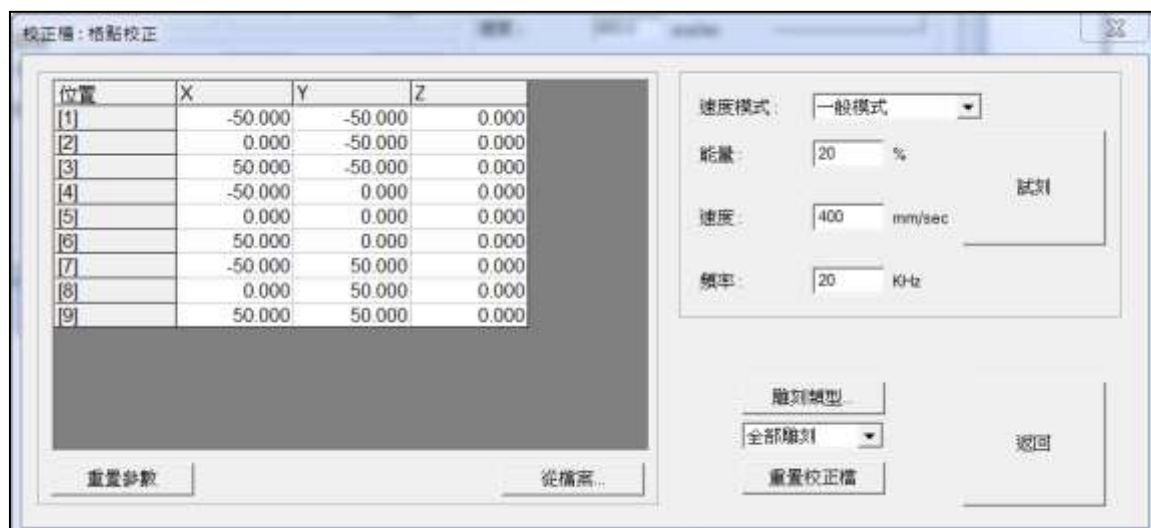 校正檔 : 格點校正
位置 X Y Z
[1] -50.000 -50.000 0.000
[2] 0.000 -50.000 0.000
[3] 50.000 -50.000 0.000
[4] -50.000 0.000 0.000
[5] 0.000 0.000 0.000
[6] 50.000 0.000 0.000
[7] -50.000 50.000 0.000
[8] 0.000 50.000 0.000
[9] 50.000 50.000 0.000
重置參數
從檔案...
速度模式 : 一般模式
能量 : 20 %
速度 : 400 mm/sec
頻率 : 20 KHz
試刻
雕刻類型...
全部雕刻
重置校正檔
返回